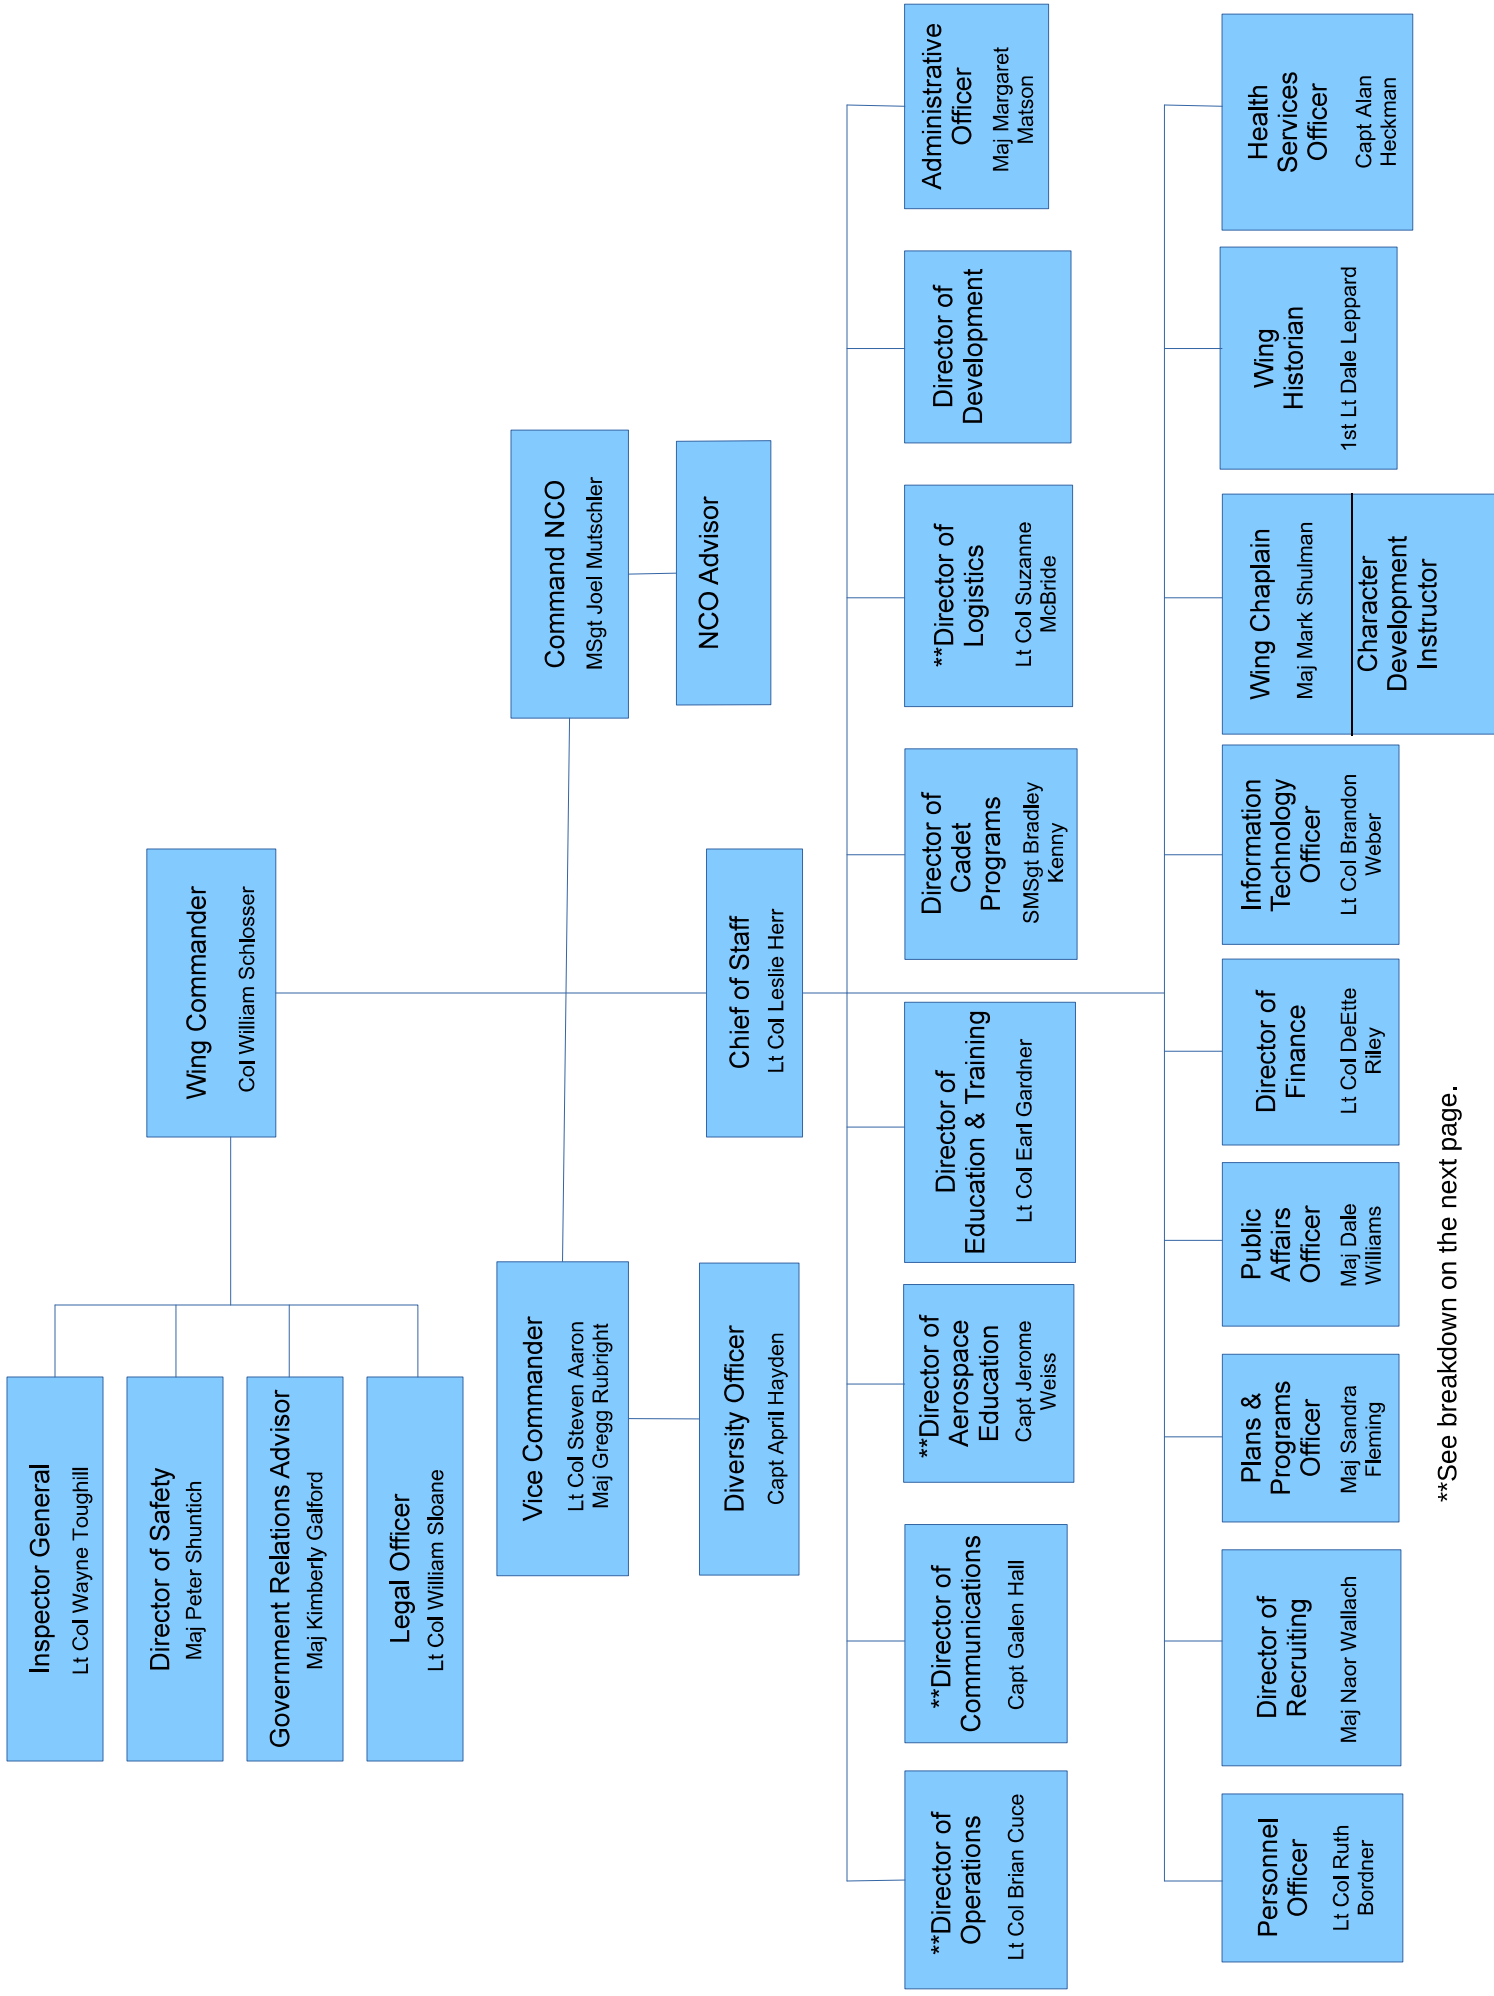 Wing Commander
Col William Schlosser
Inspector General
Lt Col Wayne Toughill
Director of Safety
Maj Peter Shuntich
Government Relations Advisor
Maj Kimberly Galford
Legal Officer
Lt Col William Sloane
Vice Commander
Lt Col Steven Aaron
Maj Gregg Rubright
Command NCO
MSgt Joel Mutschler
Diversity Officer
Capt April Hayden
Chief of Staff
Lt Col Leslie Herr
NCO Advisor
**Director of
Operations
Lt Col Brian Cuce
**Director of
Communications
Capt Galen Hall
**Director of
Aerospace
Education
Capt Jerome
Weiss
Director of
Education & Training
Lt Col Earl Gardner
Director of
Cadet
Programs
SMSgt Bradley
Kenny
**Director of
Logistics
Lt Col Suzanne
McBride
Director of
Development
Administrative
Officer
Maj Margaret
Matson
Personnel
Officer
Lt Col Ruth
Bordner
Director of
Recruiting
Maj Naor Wallach
Plans &
Programs
Officer
Maj Sandra
Fleming
Public
Affairs
Officer
Maj Dale
Williams
Director of
Finance
Lt Col DeEtte
Riley
Information
Technology
Officer
Lt Col Brandon
Weber
Wing Chaplain
Maj Mark Shulman
Character
Development
Instructor
Wing
Historian
1st Lt Dale Leppard
Health
Services
Officer
Capt Alan
Heckman
**See breakdown on the next page.